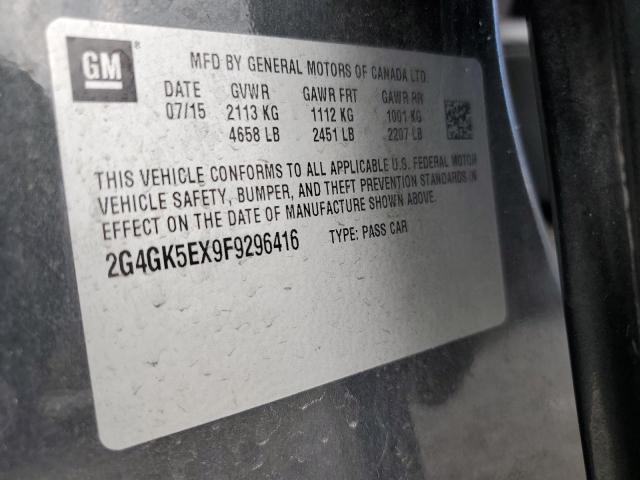 GM ®
MFD BY GENERAL MOTORS OF CANADA LTD.
DATE GVWR GAWR FRT GAWR RR
07/15 2113 KG 1112 KG 1001 KG
4658 LB 2451 LB 2207 LB
THIS VEHICLE CONFORMS TO ALL APPLICABLE U.S. FEDERAL MOTOR
VEHICLE SAFETY, BUMPER, AND THEFT PREVENTION STANDARDS IN
EFFECT ON THE DATE OF MANUFACTURE SHOWN ABOVE.
2G4GK5EX9F9296416 TYPE: PASS CAR